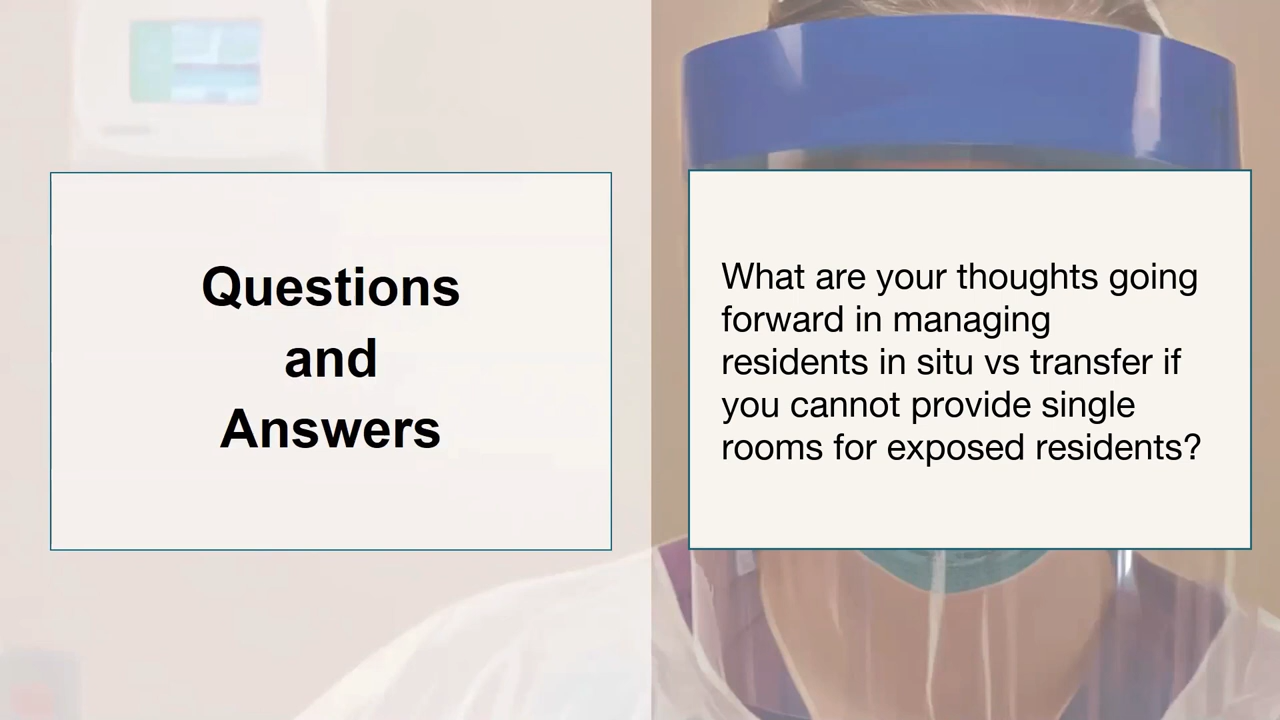 Questions
and
Answers
What are your thoughts going
forward in managing
residents in situ vs transfer if
you cannot provide single
rooms for exposed residents?